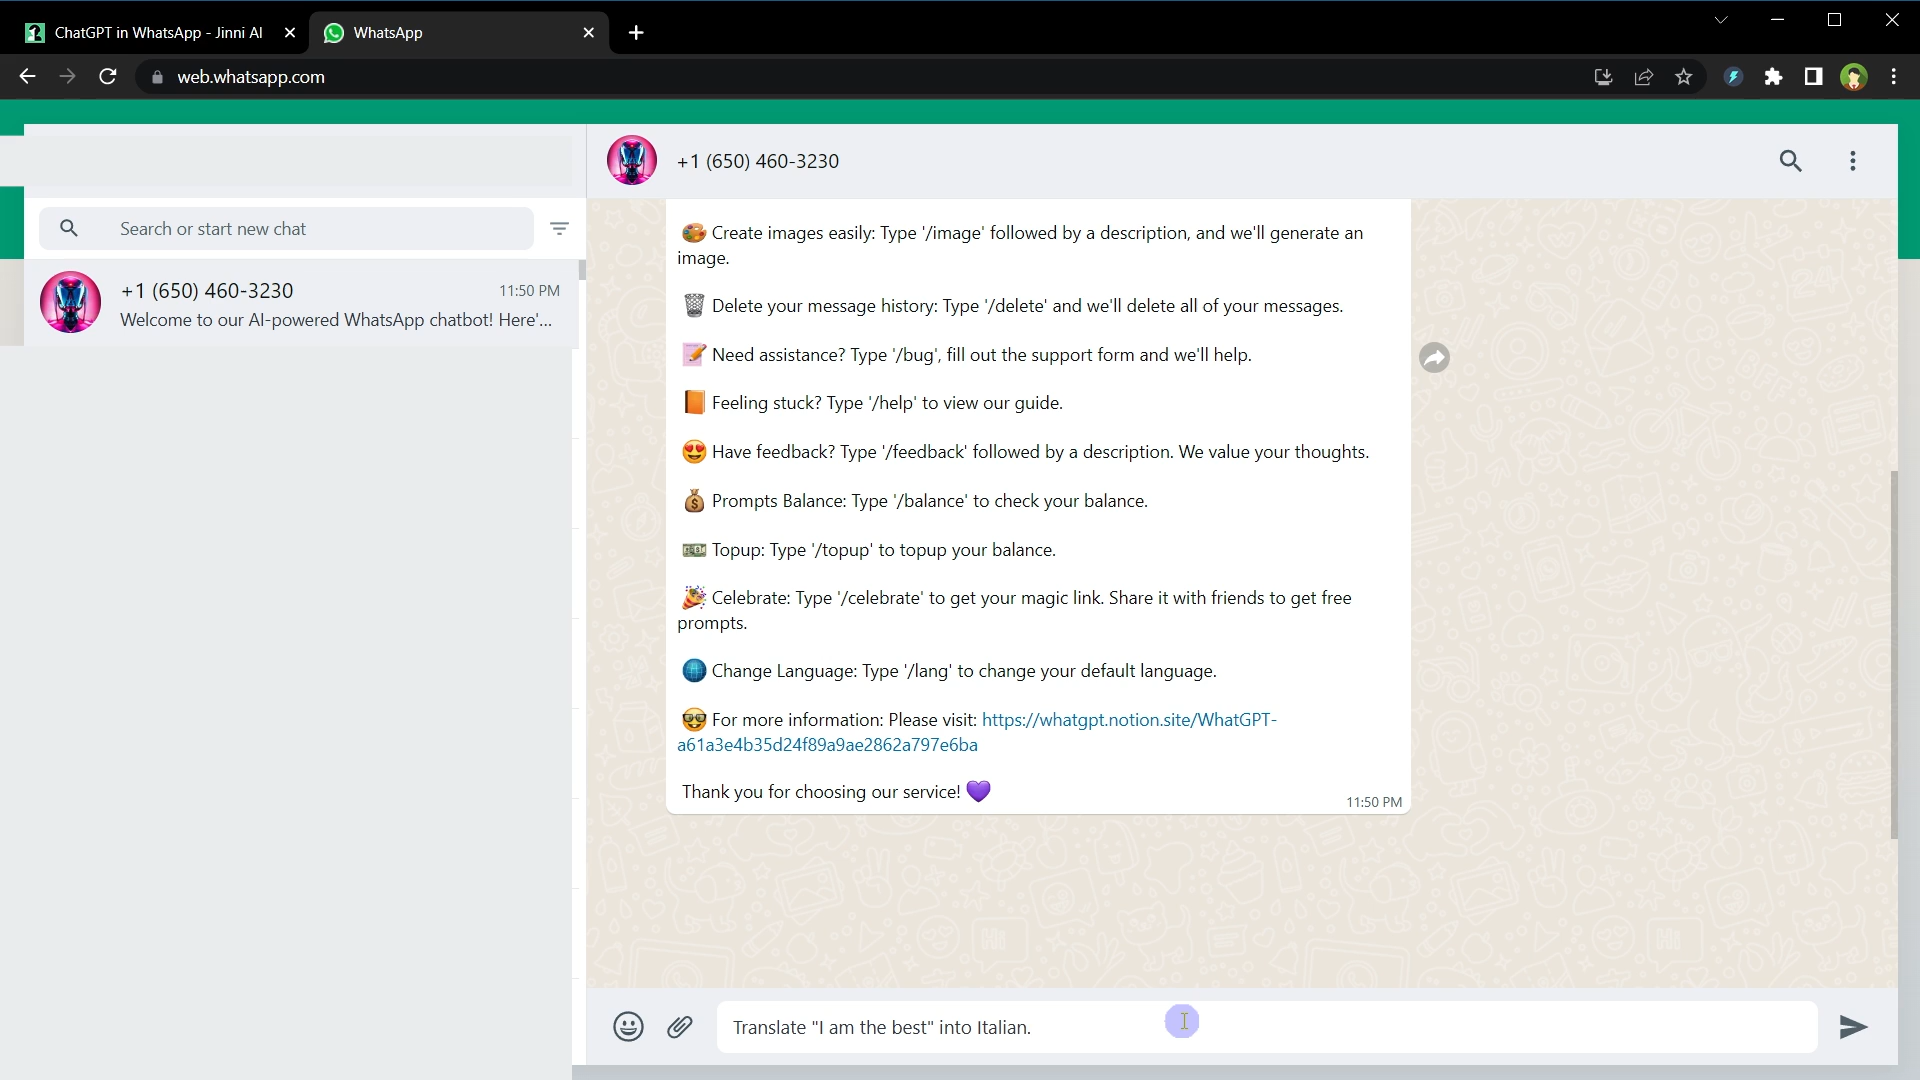 ChatGPT in WhatsApp - Jinni AI
WhatsApp
web.whatsapp.com
+1 (650) 460-3230
Search or start new chat
+1 (650) 460-3230
11:50 PM
Welcome to our AI-powered WhatsApp chatbot! Here'...
🎨 Create images easily: Type '/image' followed by a description, and we'll generate an
image.
🗑️ Delete your message history: Type '/delete' and we'll delete all of your messages.
📝 Need assistance? Type '/bug', fill out the support form and we'll help.
📙 Feeling stuck? Type '/help' to view our guide.
😍 Have feedback? Type '/feedback' followed by a description. We value your thoughts.
💰 Prompts Balance: Type '/balance' to check your balance.
💵 Topup: Type '/topup' to topup your balance.
🎉 Celebrate: Type '/celebrate' to get your magic link. Share it with friends to get free
prompts.
🌐 Change Language: Type '/lang' to change your default language.
🤓 For more information: Please visit: https://whatgpt.notion.site/WhatGPT-
a61a3e4b35d24f89a9ae2862a797e6ba
Thank you for choosing our service! 💜
11:50 PM
Translate "I am the best" into Italian.